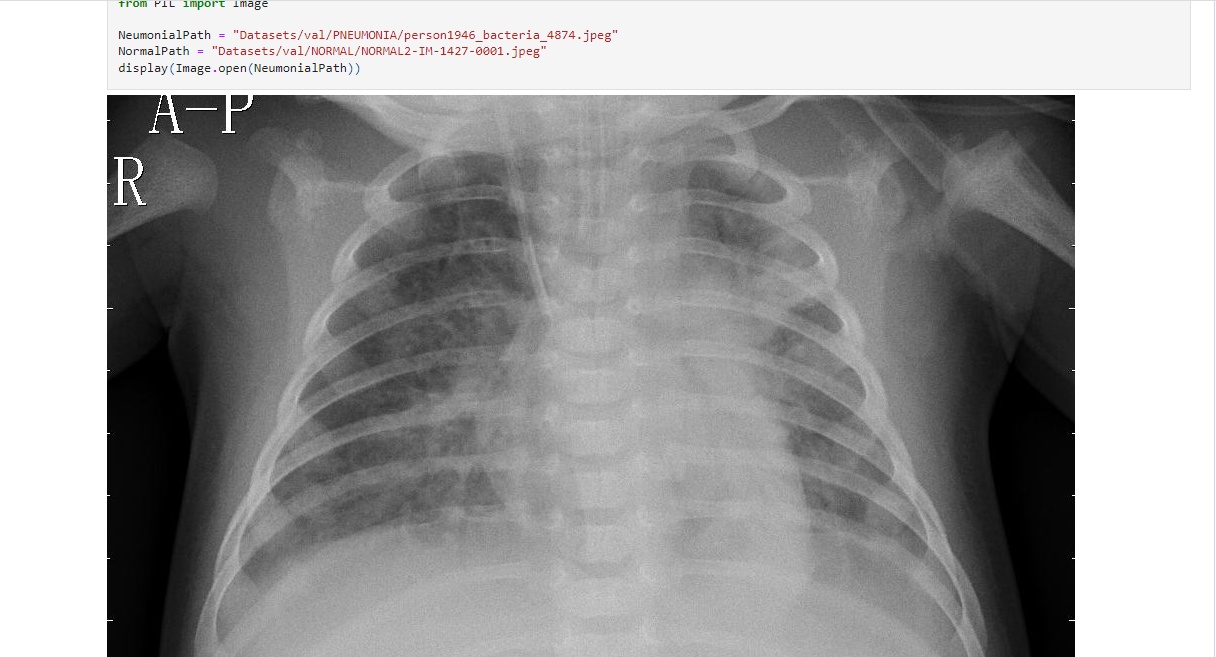 from PIL import Image
NeumonialPath = "Datasets/val/PNEUMONIA/person1946_bacteria_4874.jpeg"
NormalPath = "Datasets/val/NORMAL/NORMAL2-IM-1427-0001.jpeg"
display(Image.open(NeumonialPath))
A-P
R